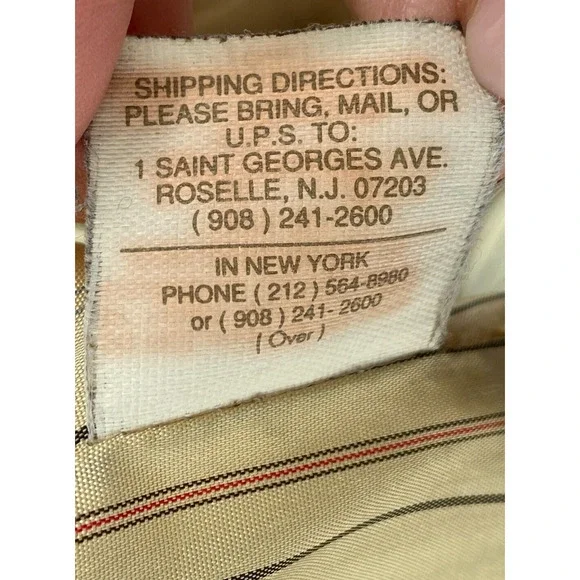 SHIPPING DIRECTIONS:
PLEASE BRING, MAIL, OR
U.P.S. TO:
1 SAINT GEORGES AVE.
ROSELLE, N.J. 07203
( 908 ) 241-2600
IN NEW YORK
PHONE ( 212 ) 564-8980
or ( 908 ) 241-2600
( Over )